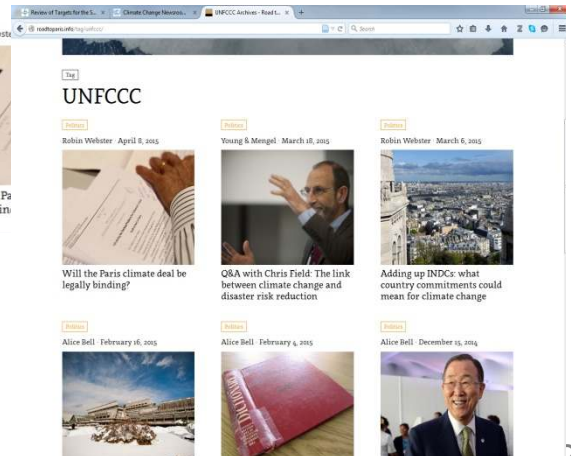 Review of Targets for the S...
Climate Change Newsroo...
UNFCCC Archives - Road t...
roadtoparis.info/tag/unfccc/
Search
Tag
UNFCCC
Politics
Robin Webster · April 8, 2015
Will the Paris climate deal be
legally binding?
Politics
Young & Mengel · March 18, 2015
Q&A with Chris Field: The link
between climate change and
disaster risk reduction
Politics
Robin Webster · March 6, 2015
Adding up INDCs: what
country commitments could
mean for climate change
Politics
Alice Bell · February 16, 2015
Politics
Alice Bell · February 4, 2015
DICTIONARY
Politics
Alice Bell · December 15, 2014